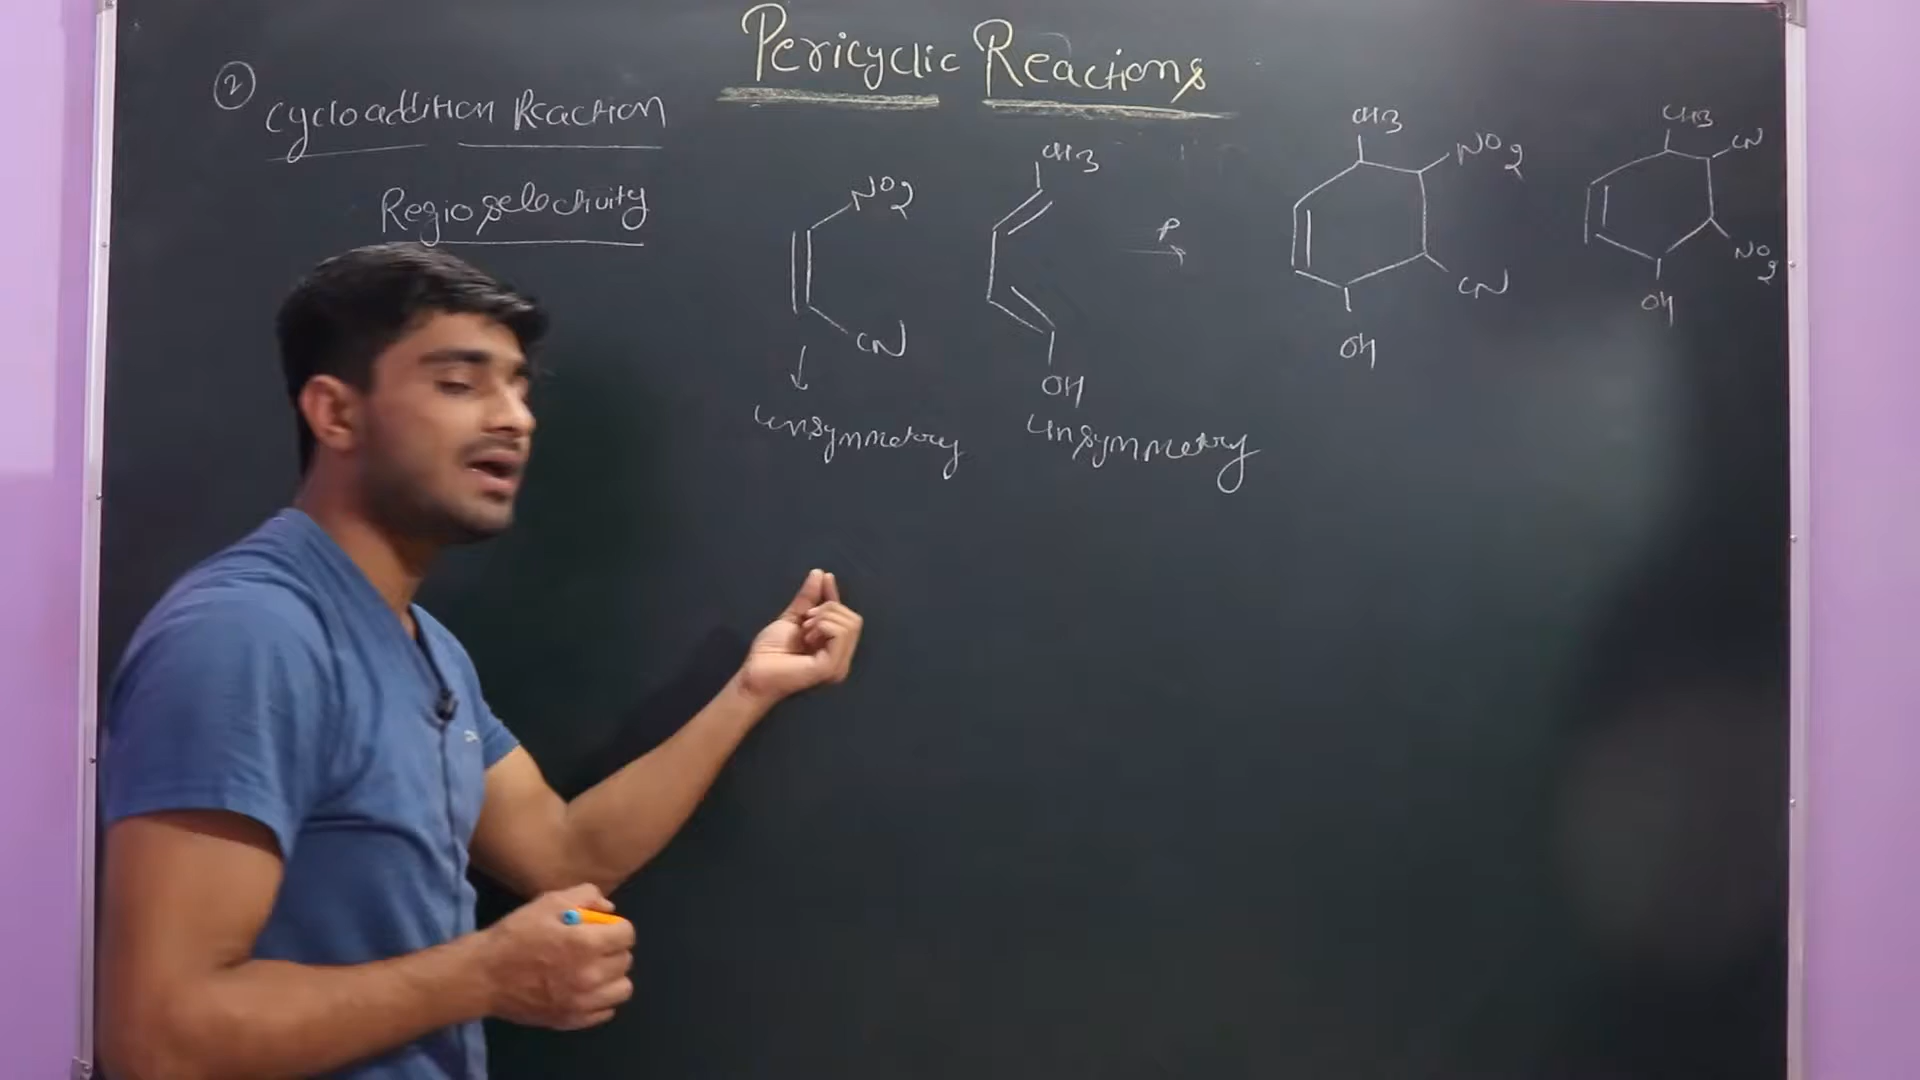 Pericyclic Reactions
2
Cycloaddition Reaction
Regioselectivity
NO2
CN
Unsymmetry
CH3
OH
Unsymmetry
P
CH3
NO2
CN
OH
CH3
CN
NO2
OH